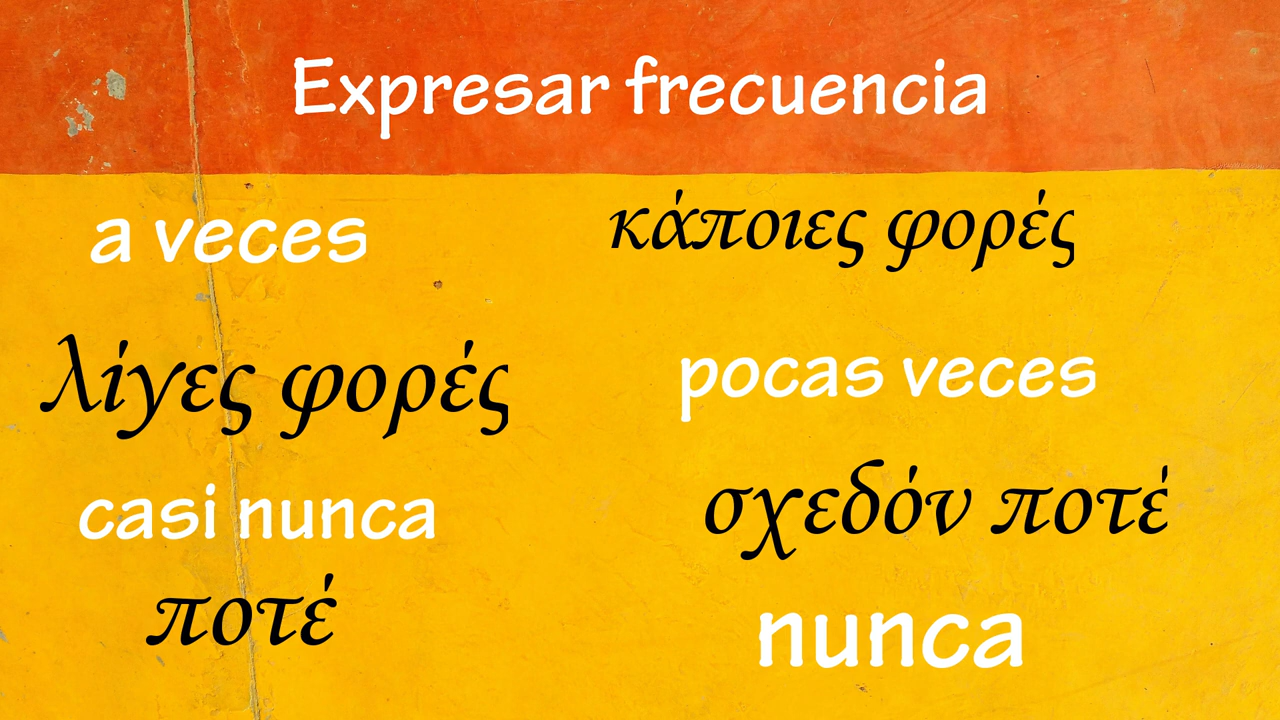 Expresar frecuencia
a veces
κάποιες φορές
λίγες φορές
pocas veces
casi nunca
σχεδόν ποτέ
ποτέ
nunca